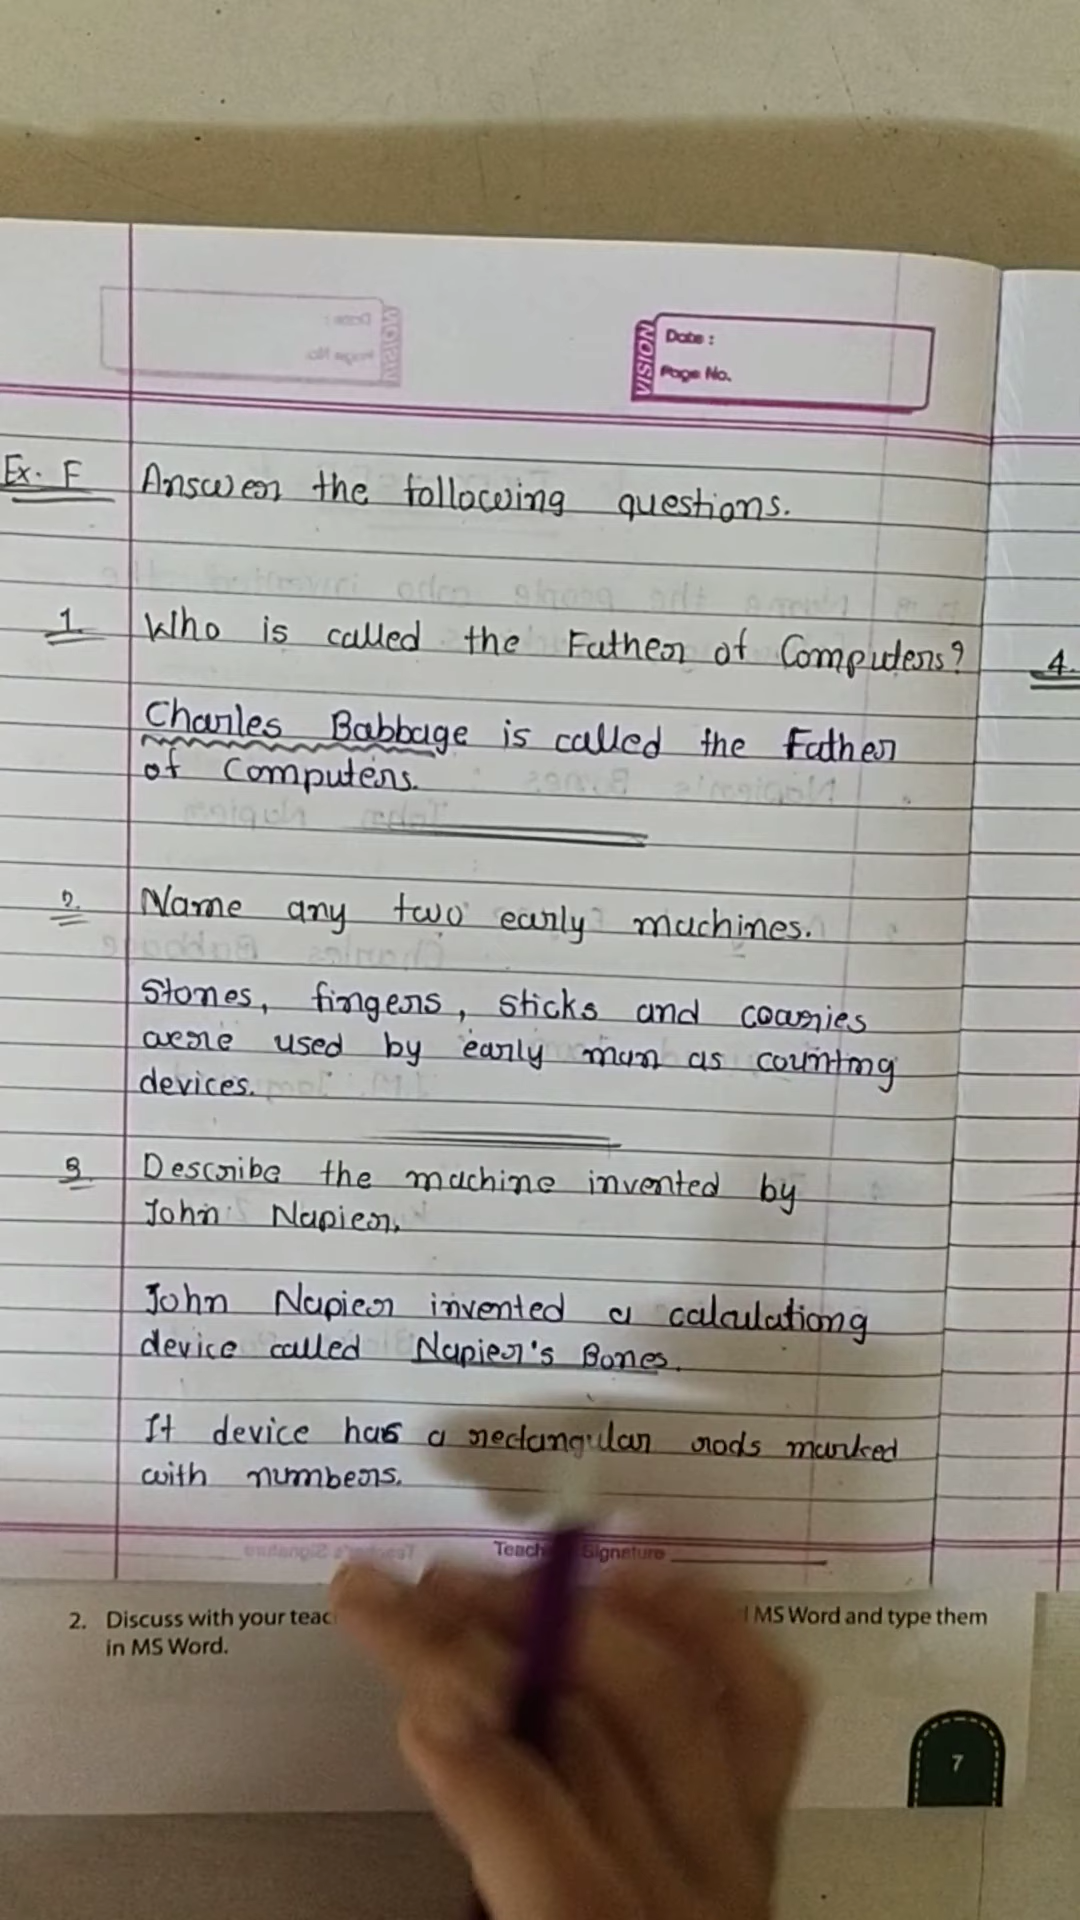 VISION
Date :
Page No.
Ex. F Answer the following questions.
1. Who is called the Father of Computers?
4.
Charles Babbage is called the Father
of Computers.
2. Name any two early machines.
Stones, fingers, sticks and cowries
were used by early man as counting
devices.
3. Describe the machine invented by
John Napier.
John Napier invented a calculationg
device called Napier's Bones.
It device has a rectangular rods marked
with numbers.
Signature
2. Discuss with your MS Word and type them
in MS Word.
7